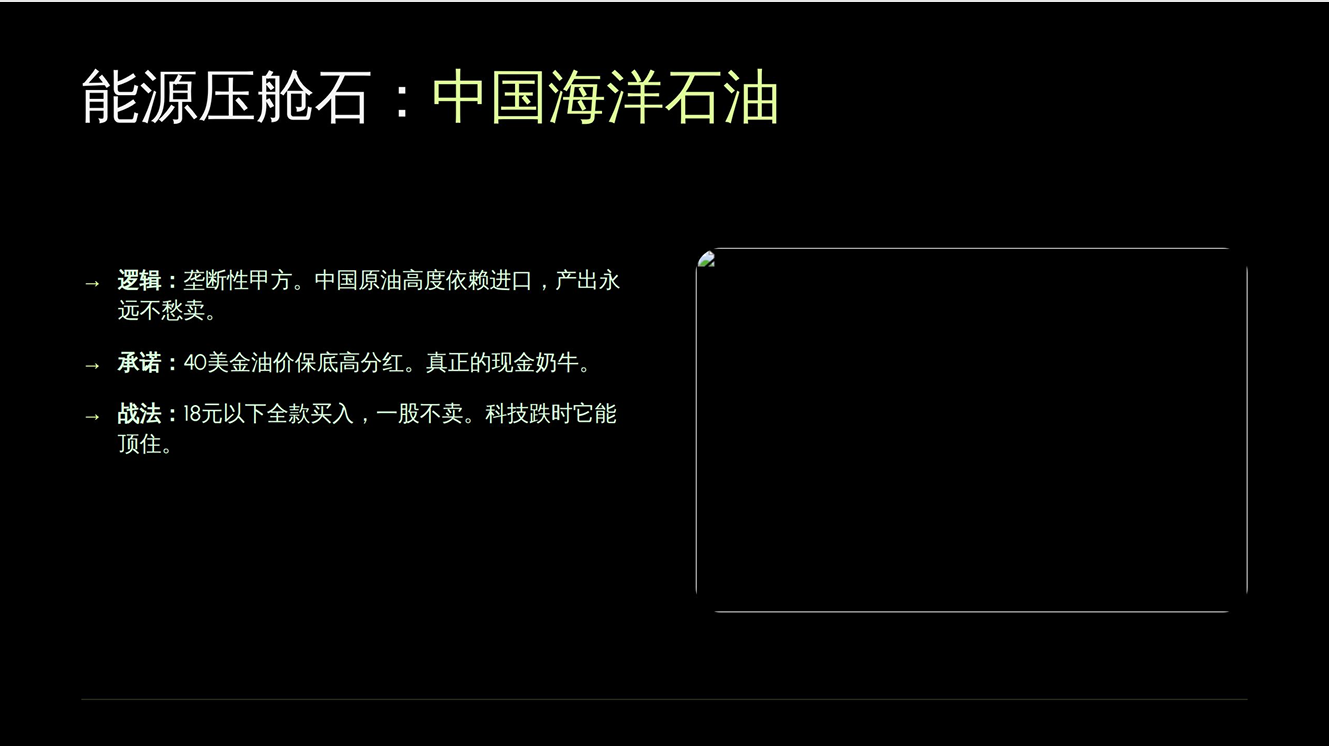 能源压舱石：中国海洋石油
→ 逻辑：垄断性甲方。中国原油高度依赖进口，产出永
远不愁卖。
→ 承诺：40美金油价保底高分红。真正的现金奶牛。
→ 战法：18元以下全款买入，一股不卖。科技跌时它能
顶住。